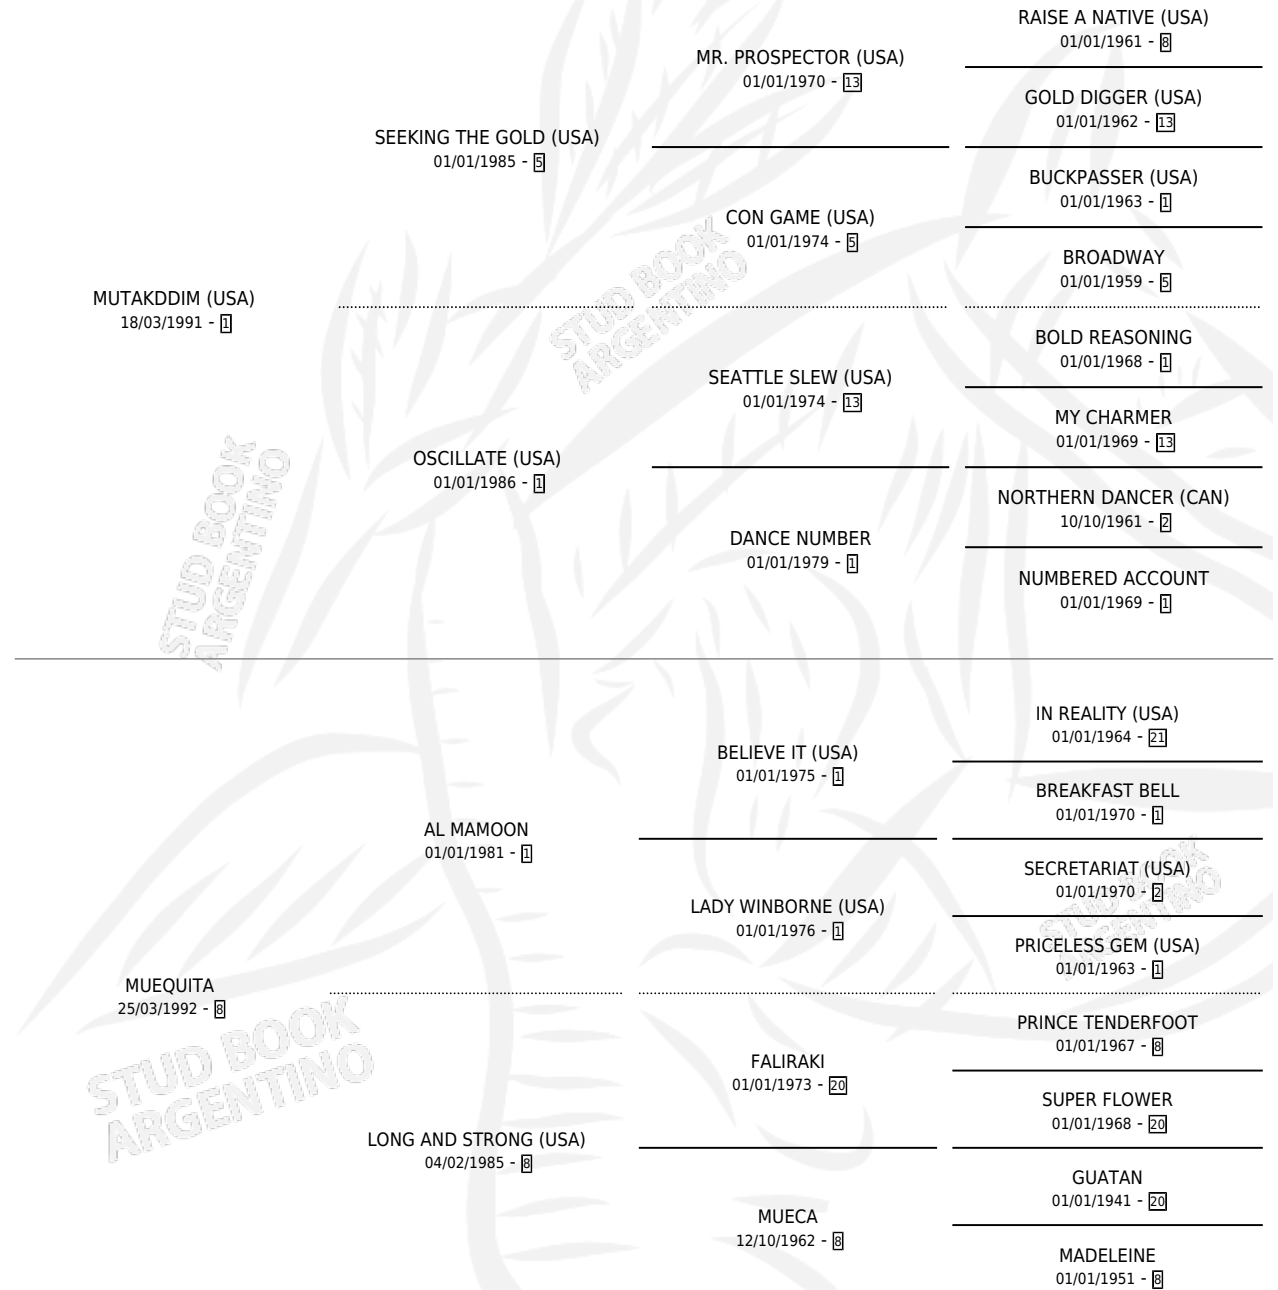 RAISE A NATIVE (USA)
01/01/1961 - 8
MR. PROSPECTOR (USA)
01/01/1970 - 13
GOLD DIGGER (USA)
01/01/1962 - 13
SEEKING THE GOLD (USA)
01/01/1985 - 5
BUCKPASSER (USA)
01/01/1963 - 1
CON GAME (USA)
01/01/1974 - 5
BROADWAY
01/01/1959 - 5
MUTAKDDIM (USA)
18/03/1991 - 1
BOLD REASONING
01/01/1968 - 1
SEATTLE SLEW (USA)
01/01/1974 - 13
MY CHARMER
01/01/1969 - 13
OSCILLATE (USA)
01/01/1986 - 1
NORTHERN DANCER (CAN)
10/10/1961 - 2
DANCE NUMBER
01/01/1979 - 1
NUMBERED ACCOUNT
01/01/1969 - 1
STUD BOOK
ARGENTINO
STUD BOOK
ARGENTINO
IN REALITY (USA)
01/01/1964 - 21
BELIEVE IT (USA)
01/01/1975 - 1
BREAKFAST BELL
01/01/1970 - 1
AL MAMOON
01/01/1981 - 1
SECRETARIAT (USA)
01/01/1970 - 2
LADY WINBORNE (USA)
01/01/1976 - 1
PRICELESS GEM (USA)
01/01/1963 - 1
MUEQUITA
25/03/1992 - 8
PRINCE TENDERFOOT
01/01/1967 - 8
FALIRAKI
01/01/1973 - 20
SUPER FLOWER
01/01/1968 - 20
LONG AND STRONG (USA)
04/02/1985 - 8
GUATAN
01/01/1941 - 20
MUECA
12/10/1962 - 8
MADELEINE
01/01/1951 - 8
STUD BOOK
ARGENTINO
STUD BOOK
ARGENTINO